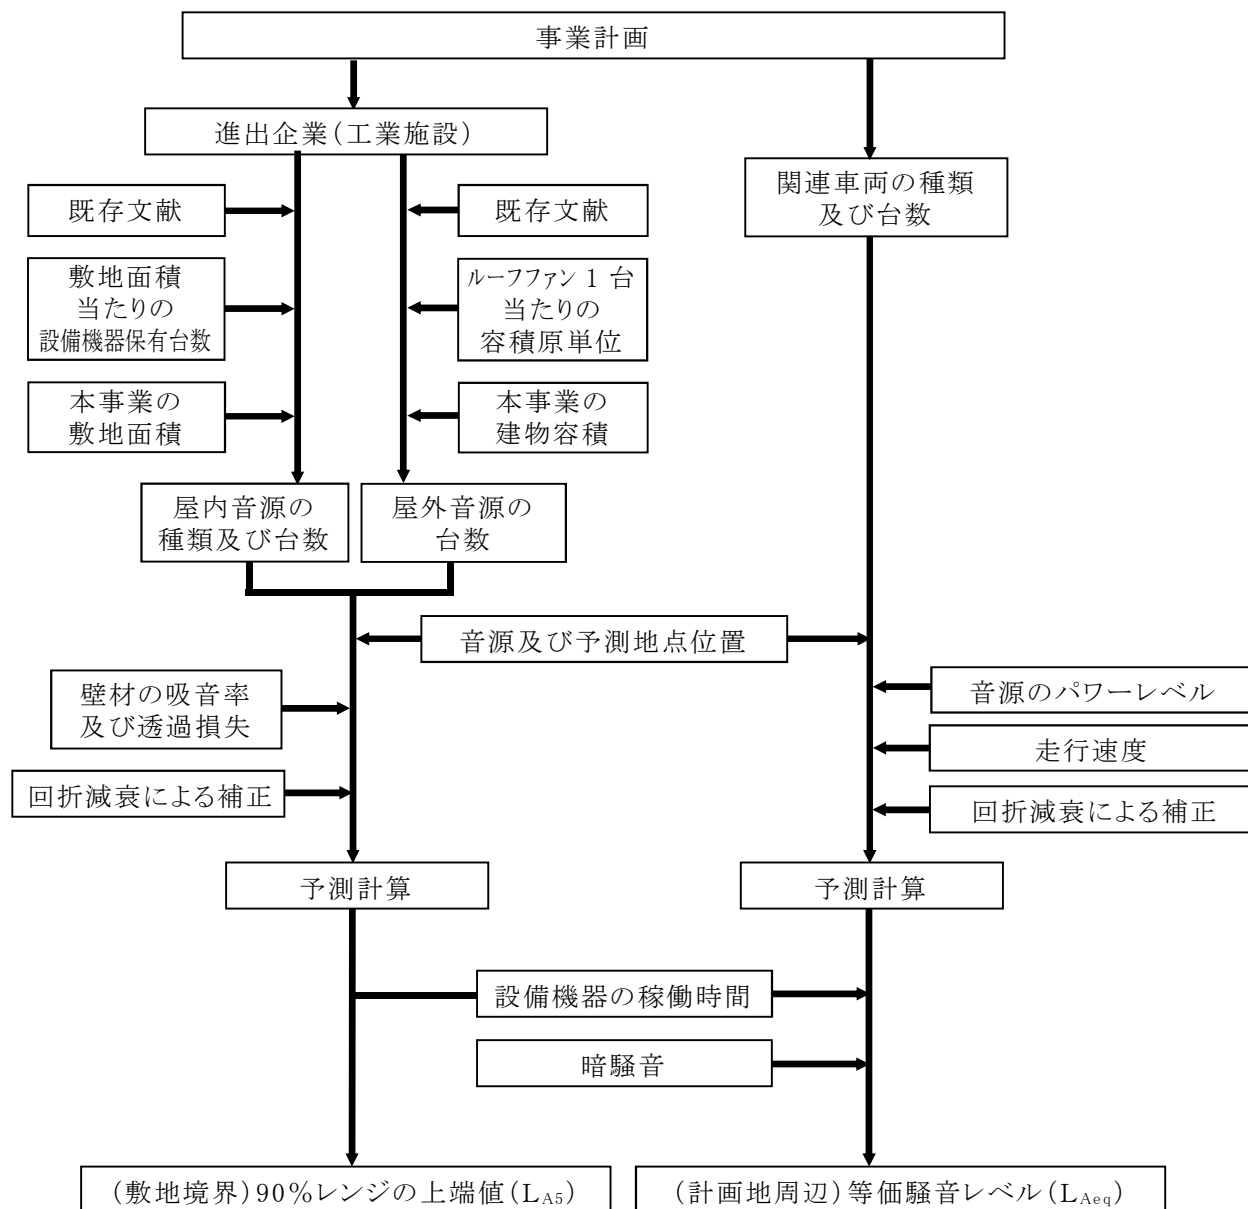 事業計画
進出企業(工業施設)
関連車両の種類
及び台数
既存文献
既存文献
敷地面積
当たりの
設備機器保有台数
ルーフファン 1 台
当たりの
容積原単位
本事業の
敷地面積
本事業の
建物容積
屋内音源の
種類及び台数
屋外音源の
台数
音源及び予測地点位置
壁材の吸音率
及び透過損失
音源のパワーレベル
走行速度
回折減衰による補正
回折減衰による補正
予測計算
予測計算
設備機器の稼働時間
暗騒音
(敷地境界)90%レンジの上端値(LA5)
(計画地周辺)等価騒音レベル(LAeq)